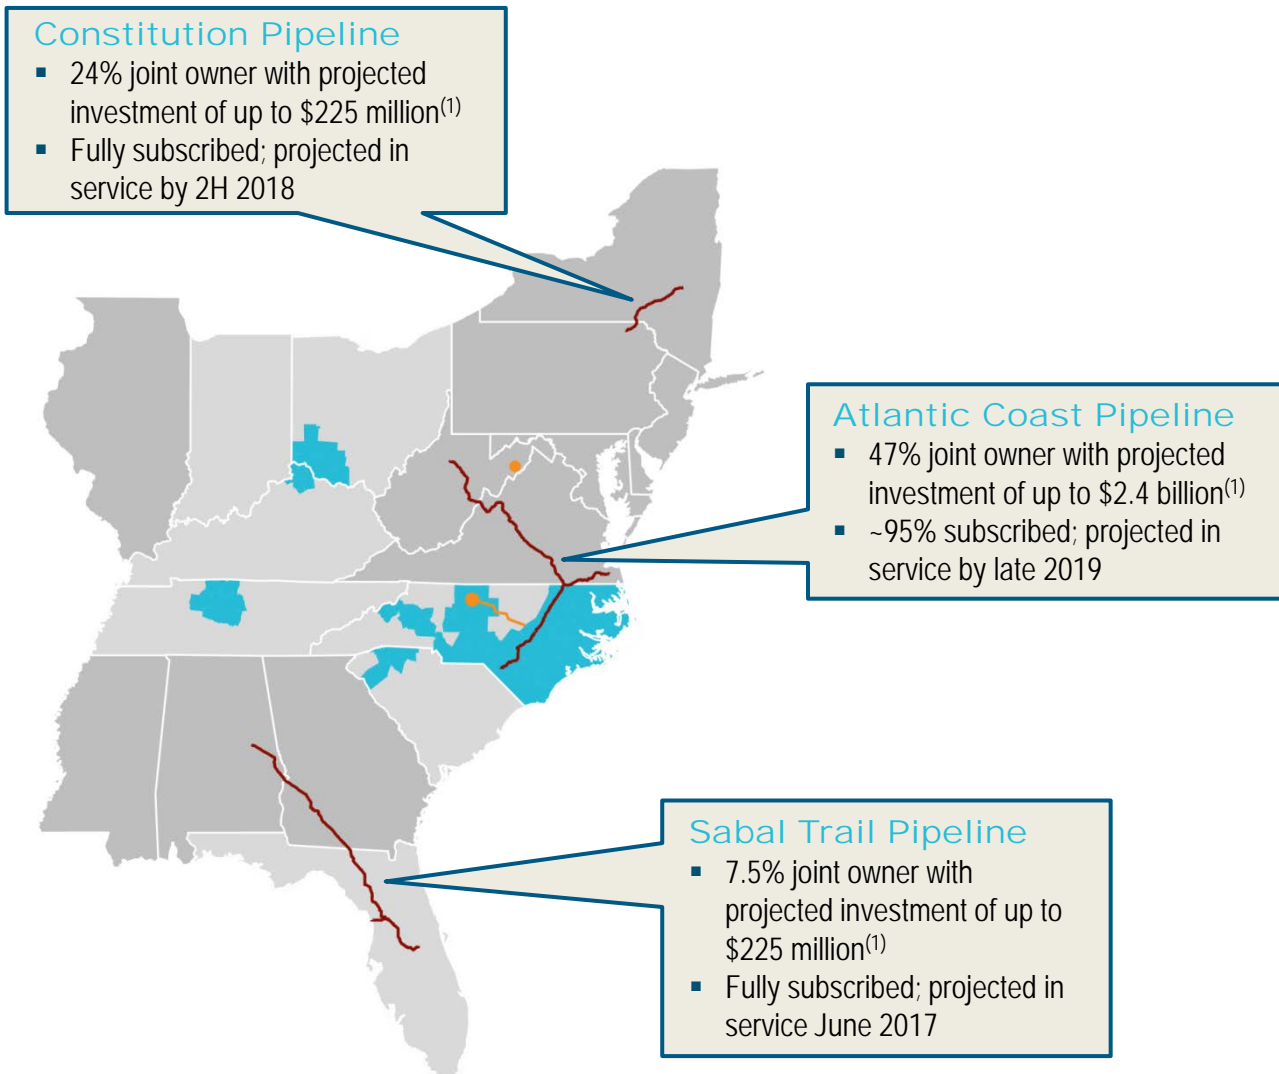 Constitution Pipeline
▪ 24% joint owner with projected
investment of up to $225 million(1)
▪ Fully subscribed; projected in
service by 2H 2018
Atlantic Coast Pipeline
▪ 47% joint owner with projected
investment of up to $2.4 billion(1)
▪ ~95% subscribed; projected in
service by late 2019
Sabal Trail Pipeline
▪ 7.5% joint owner with
projected investment of up to
$225 million(1)
▪ Fully subscribed; projected in
service June 2017